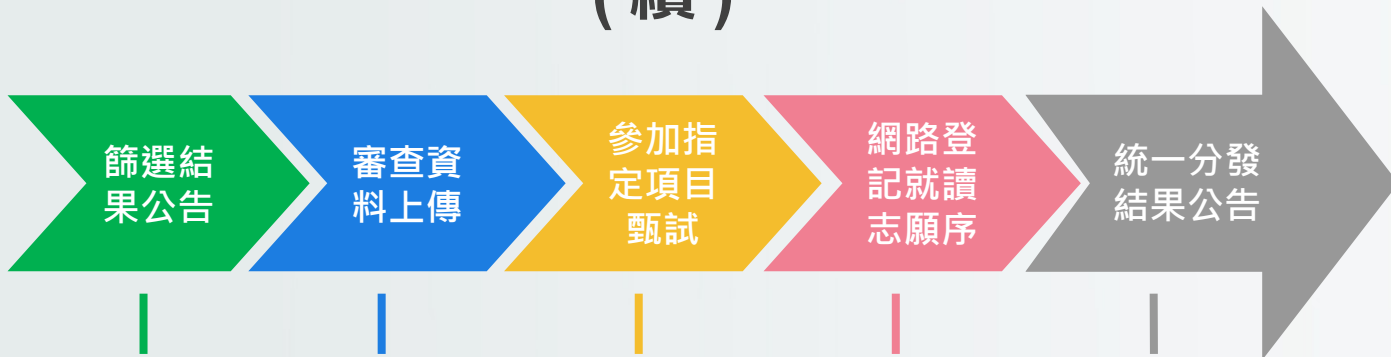 (續)
篩選結
果公告
審查資
料上傳
參加指
定項目
甄試
網路登
記就讀
志願序
統一分發
結果公告